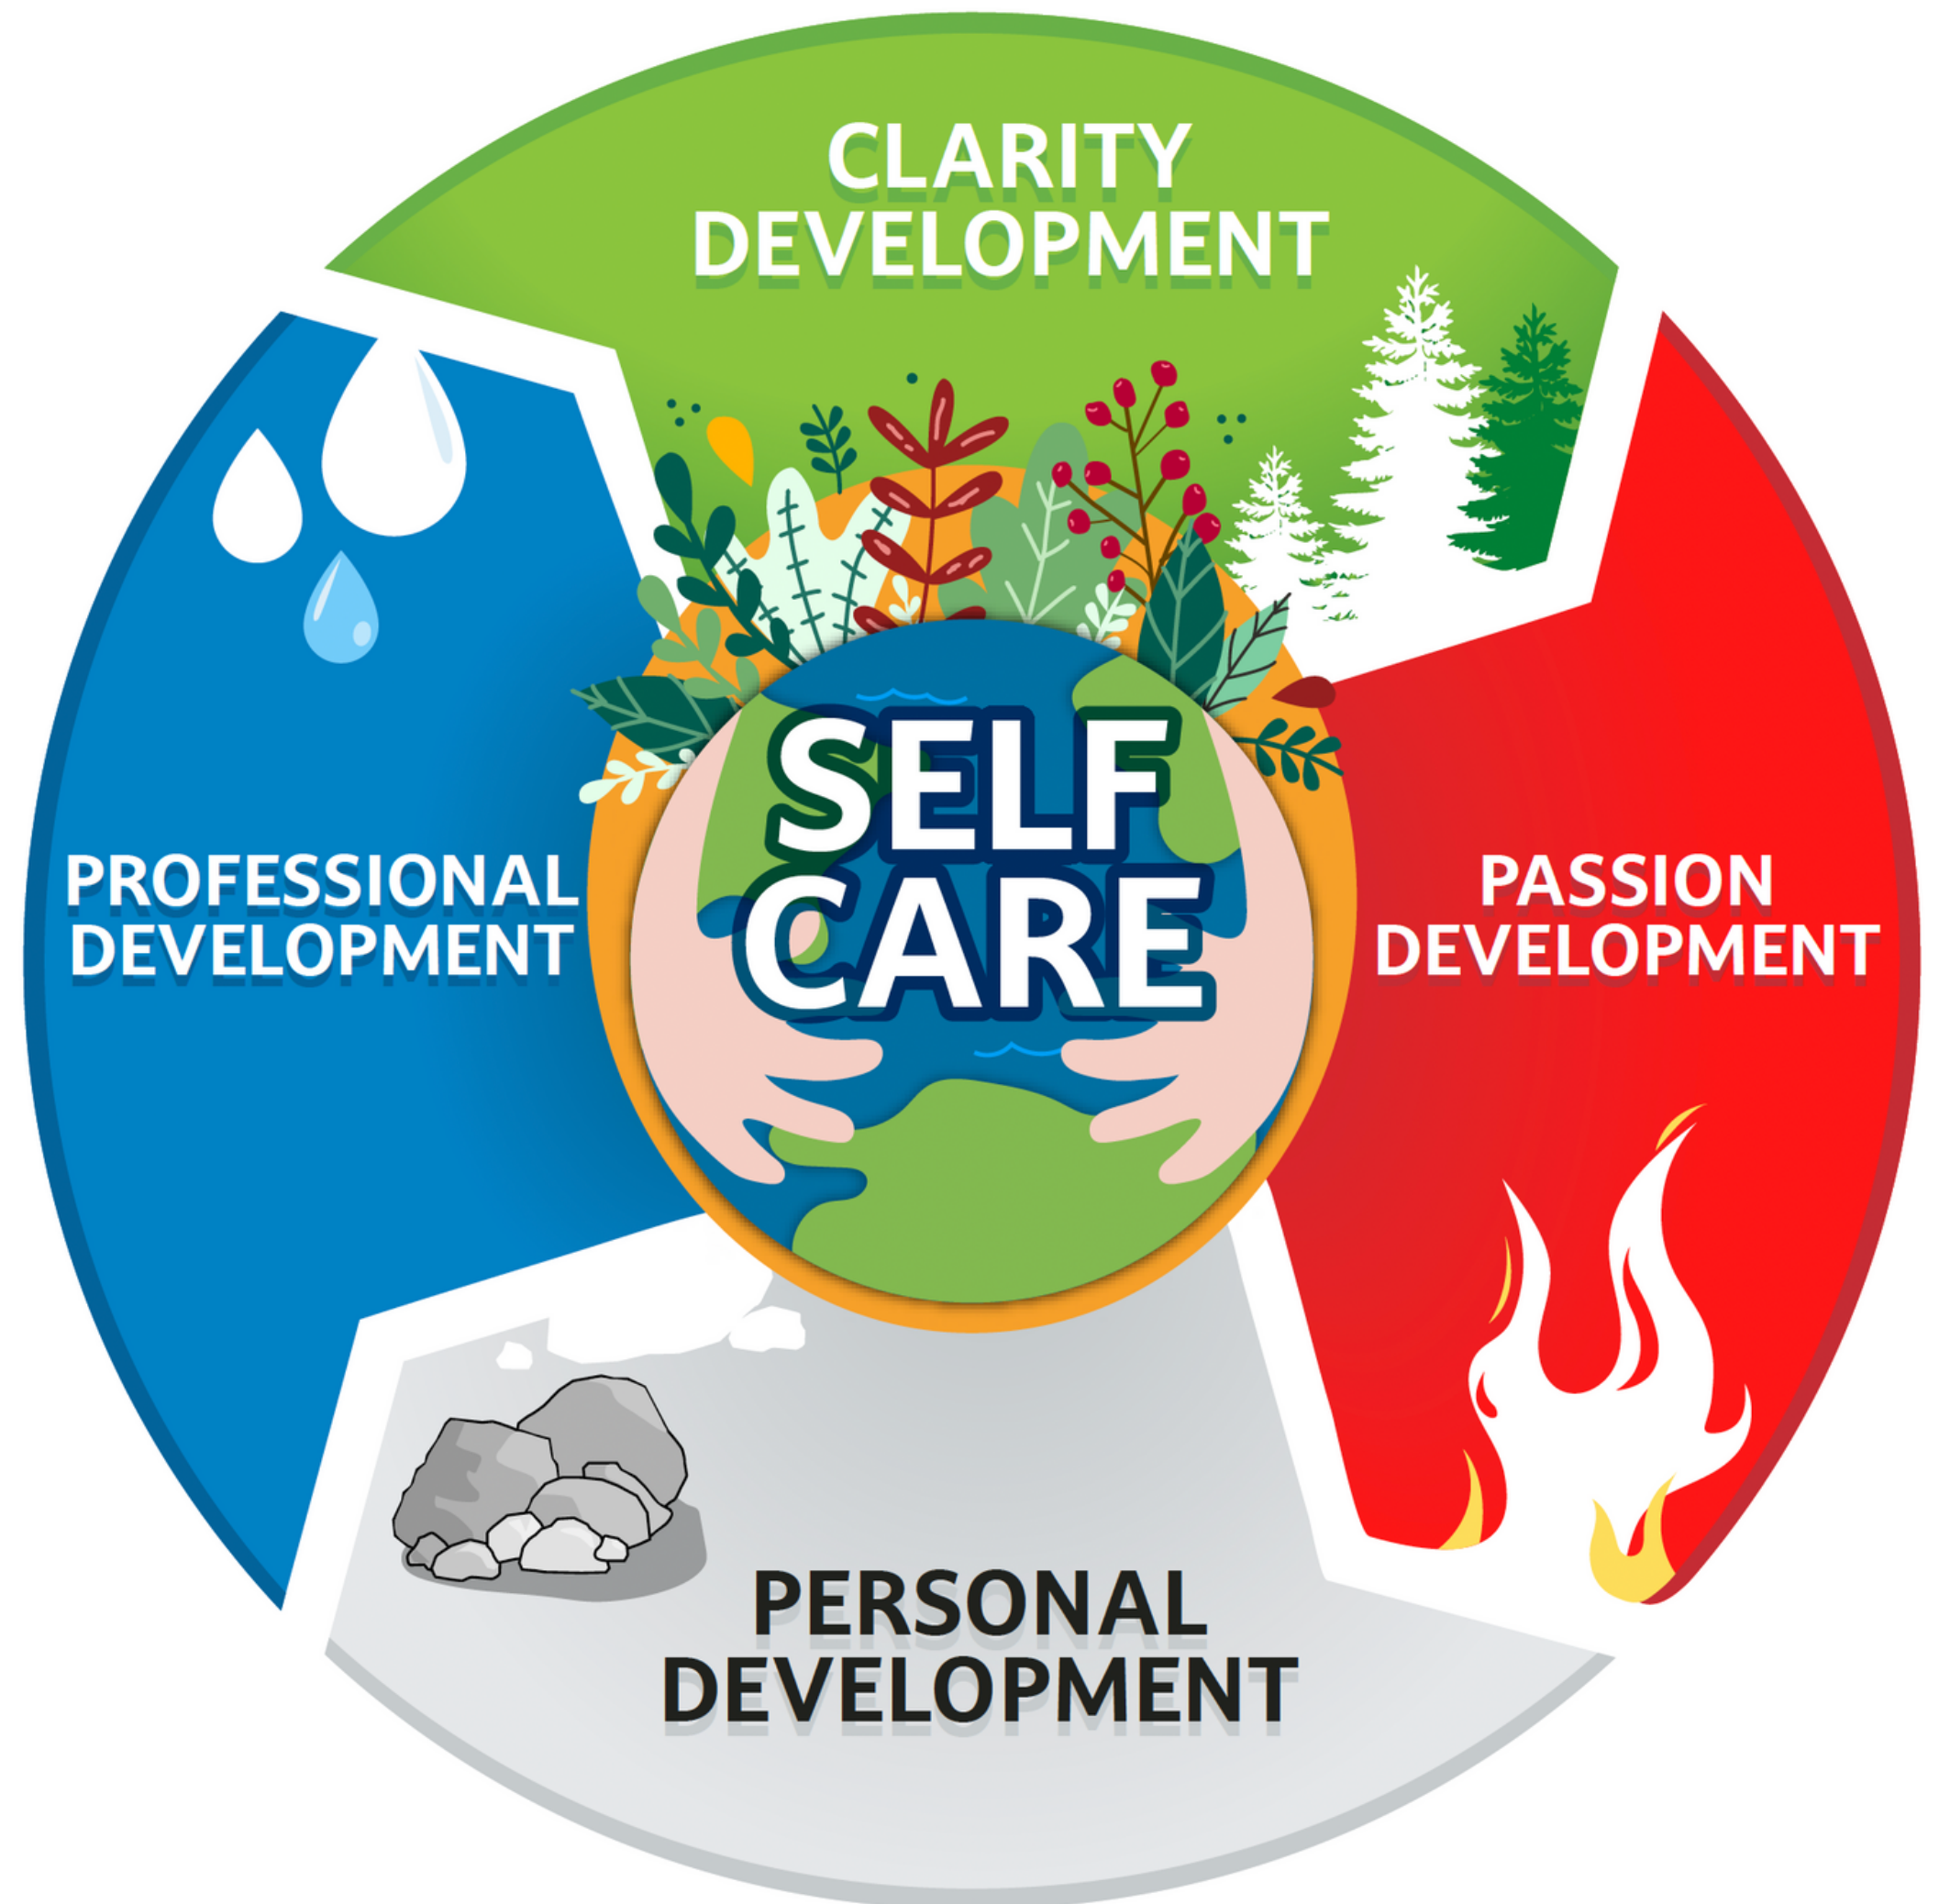 CLARITY
DEVELOPMENT
SELF
CARE
PROFESSIONAL
DEVELOPMENT
PASSION
DEVELOPMENT
PERSONAL
DEVELOPMENT